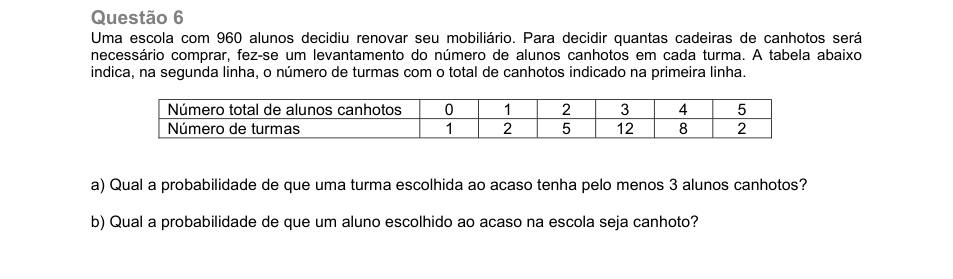 Questão 6
Uma escola com 960 alunos decidiu renovar seu mobiliário. Para decidir quantas cadeiras de canhotos será
necessário comprar, fez-se um levantamento do número de alunos canhotos em cada turma. A tabela abaixo
indica, na segunda linha, o número de turmas com o total de canhotos indicado na primeira linha.
Número total de alunos canhotos 0 1 2 3 4 5
Número de turmas 1 2 5 12 8 2
a) Qual a probabilidade de que uma turma escolhida ao acaso tenha pelo menos 3 alunos canhotos?
b) Qual a probabilidade de que um aluno escolhido ao acaso na escola seja canhoto?